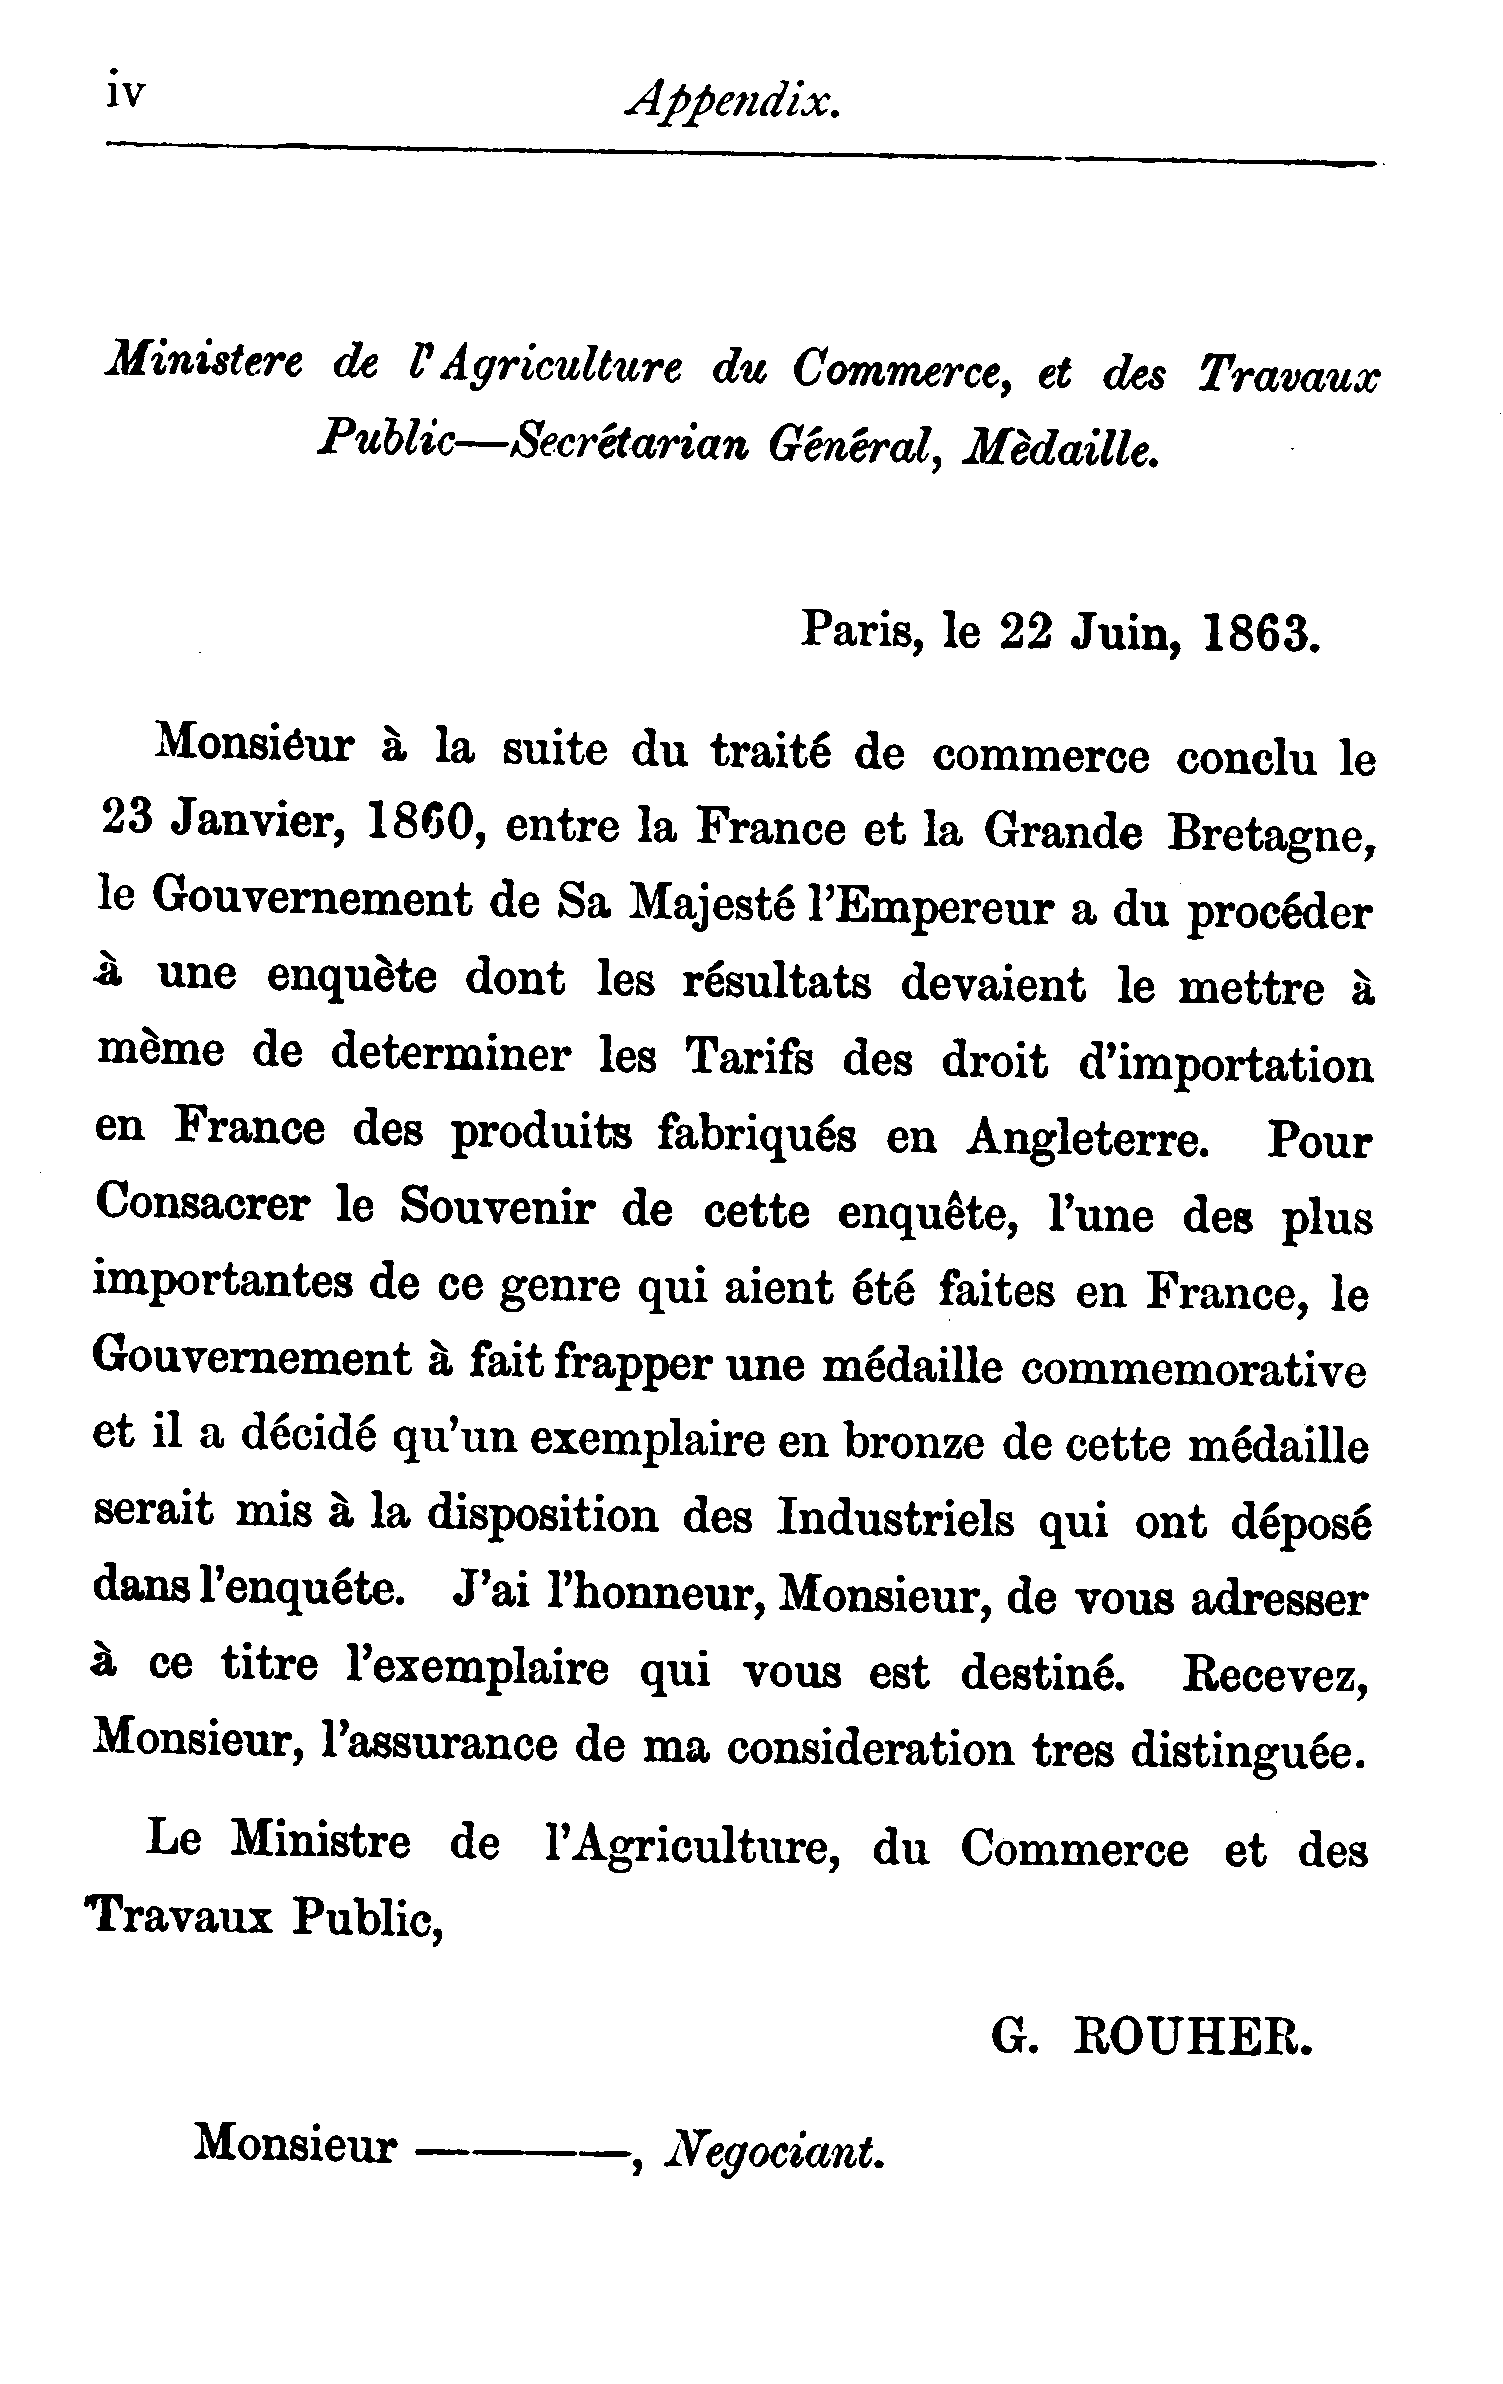 iv
Appendix.
Ministere de l'Agriculture du Commerce, et des Travaux
Public—Secrétarian Général, Mèdaille.
Paris, le 22 Juin, 1863.
Monsiéur à la suite du traité de commerce conclu le
23 Janvier, 1860, entre la France et la Grande Bretagne,
le Gouvernement de Sa Majesté l'Empereur a du procéder
à une enquète dont les résultats devaient le mettre à
mème de determiner les Tarifs des droit d'importation
en France des produits fabriqués en Angleterre. Pour
Consacrer le Souvenir de cette enquête, l'une des plus
importantes de ce genre qui aient été faites en France, le
Gouvernement à fait frapper une médaille commemorative
et il a décidé qu'un exemplaire en bronze de cette médaille
serait mis à la disposition des Industriels qui ont déposé
dans l'enquéte. J'ai l'honneur, Monsieur, de vous adresser
à ce titre l'exemplaire qui vous est destiné. Recevez,
Monsieur, l'assurance de ma consideration tres distinguée.
Le Ministre de l'Agriculture, du Commerce et des
Travaux Public,
G. ROUHER.
Monsieur ————, Negociant.